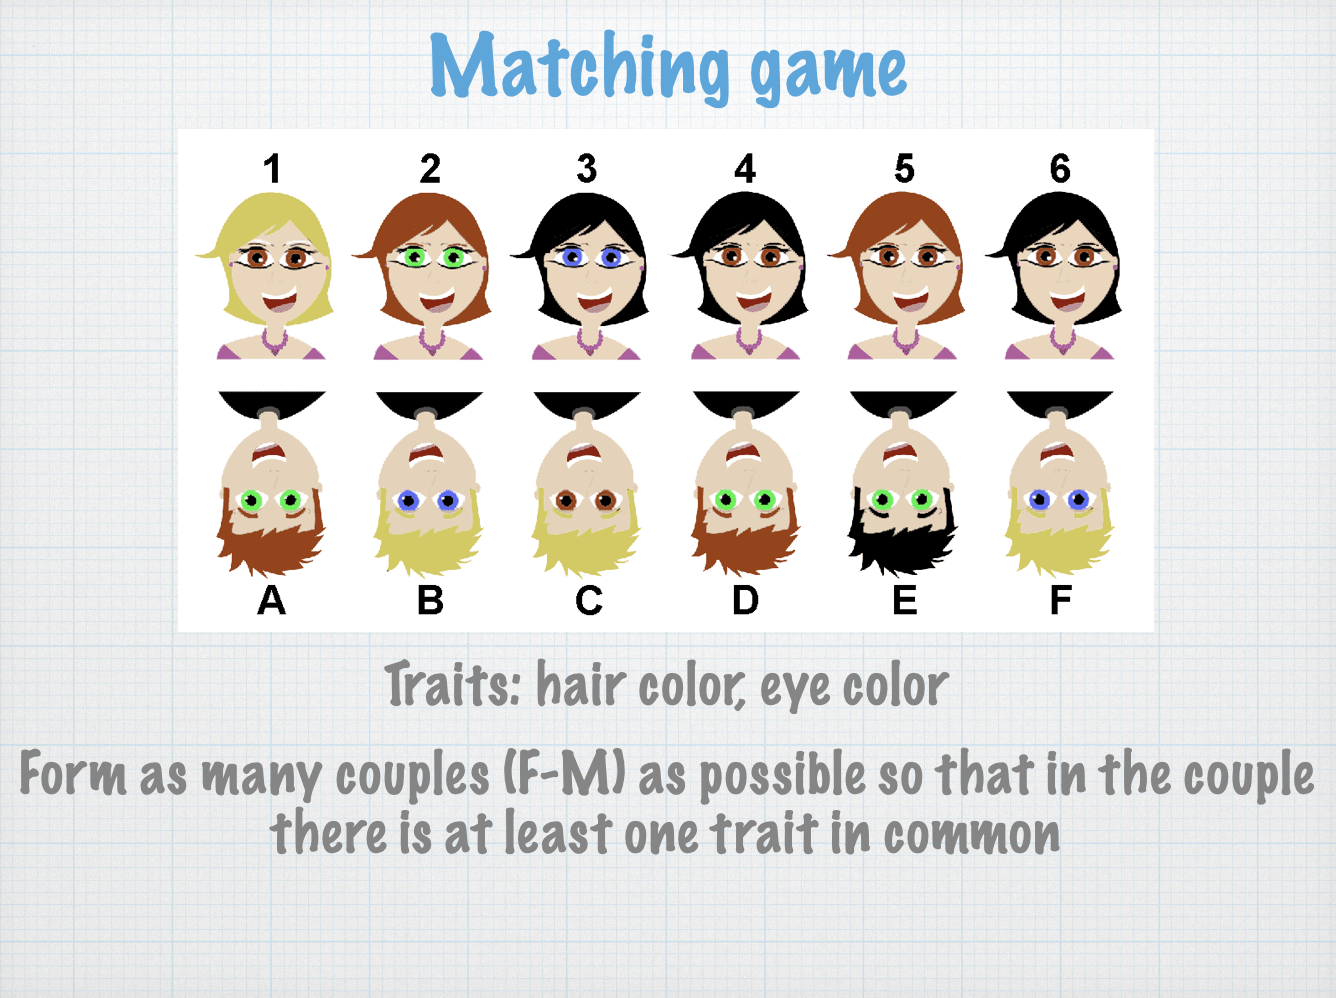 Matching game
1 2 3 4 5 6
A B C D E F
Traits: hair color, eye color
Form as many couples (F-M) as possible so that in the couple
there is at least one trait in common